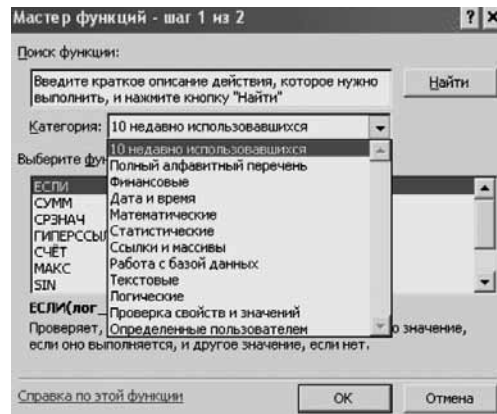 Мастер функций - шаг 1 из 2
Поиск функции:
Введите краткое описание действия, которое нужно
выполнить, и нажмите кнопку "Найти"
Найти
Категория: 10 недавно использовавшихся
10 недавно использовавшихся
Полный алфавитный перечень
Финансовые
Дата и время
Математические
Статистические
Ссылки и массивы
Работа с базой данных
Текстовые
Логические
Проверка свойств и значений
Определенные пользователем
Выберите фун
ЕСЛИ
СУММ
СРЗНАЧ
ГИПЕРССЫЛ
СЧЁТ
МАКС
SIN
ЕСЛИ(лог_
Проверяет, о значение,
если оно выполняется, и другое значение, если нет.
Справка по этой функции
ОК
Отмена